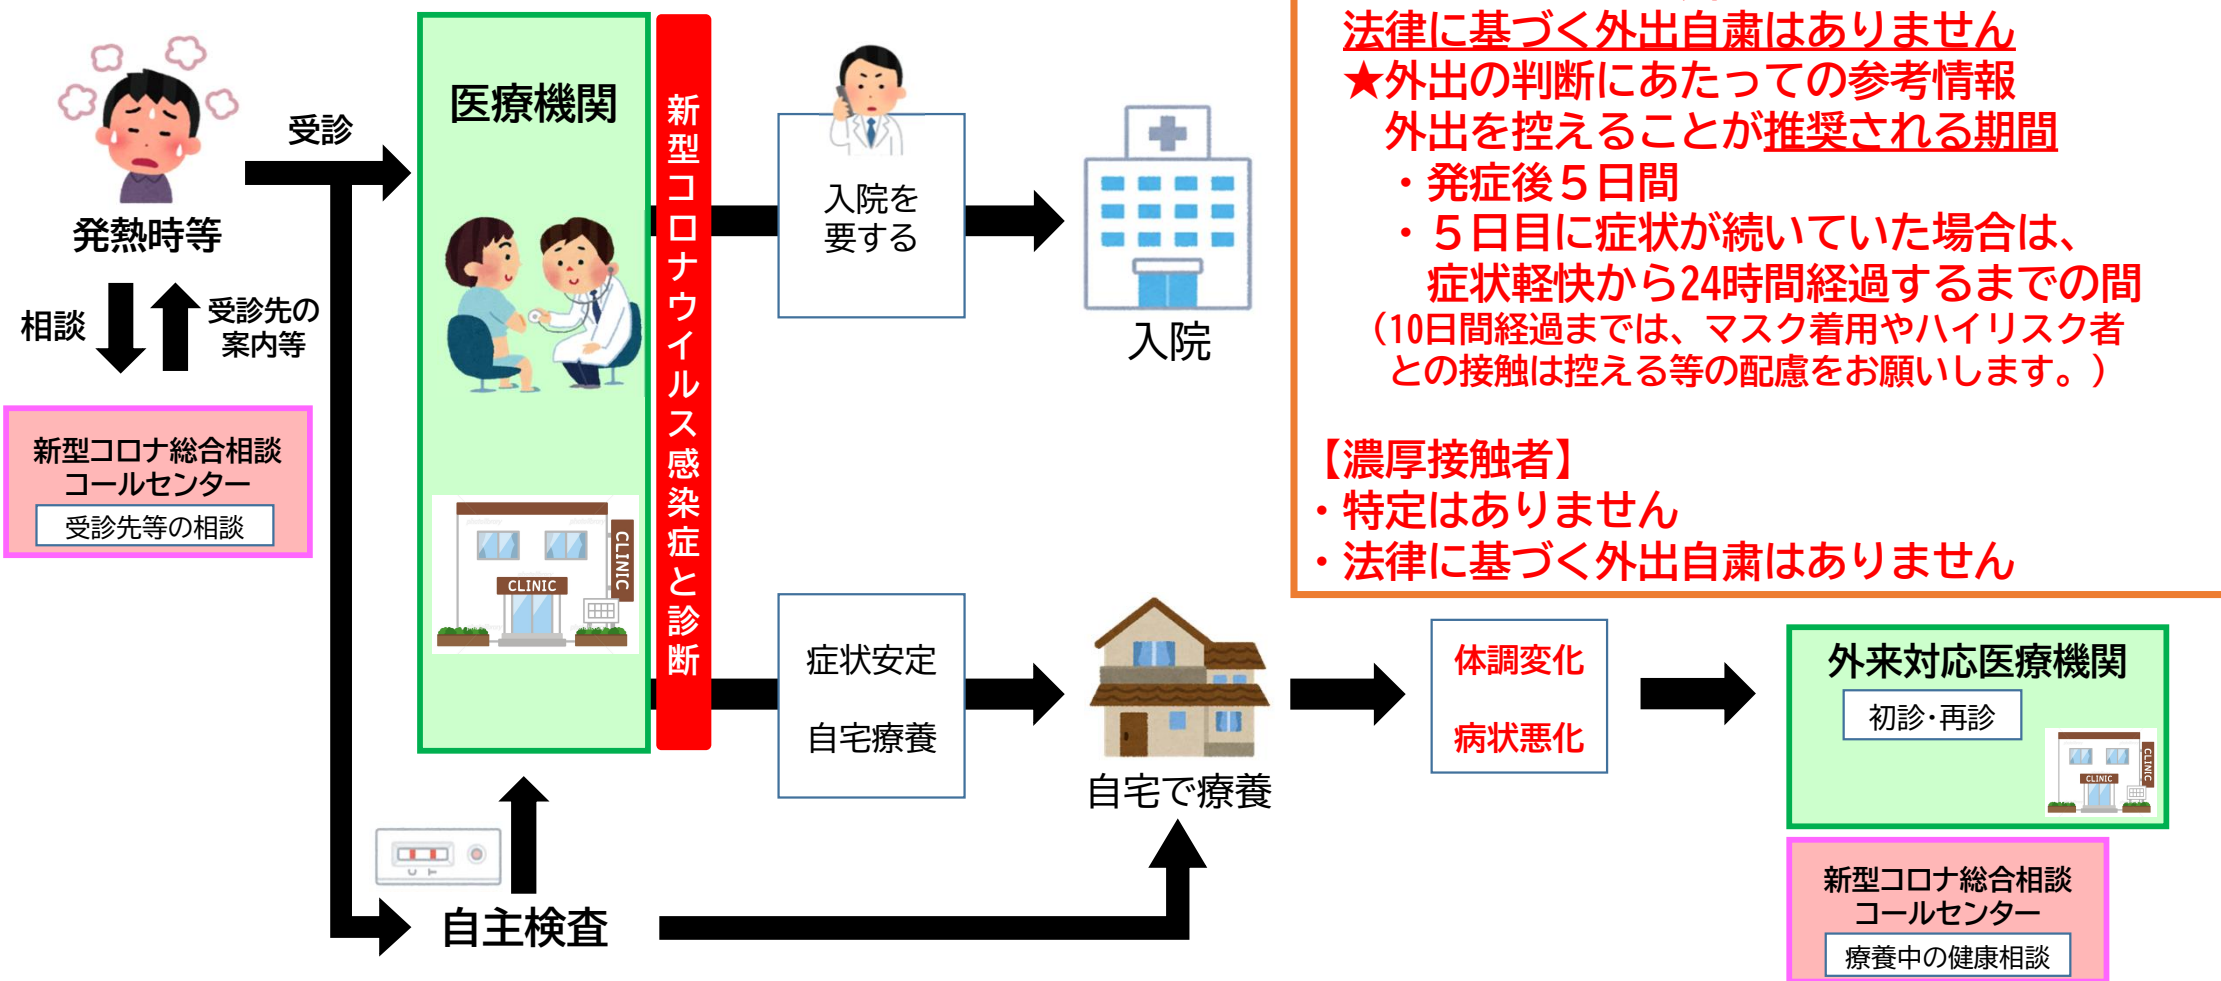 発熱時等
受診
相談
受診先の
案内等
新型コロナ総合相談
コールセンター
受診先等の相談
医療機関
CLINIC
CLINIC
新型コロナウイルス感染症と診断
入院を
要する
入院
症状安定
自宅療養
自宅で療養
自主検査
法律に基づく外出自粛はありません
★外出の判断にあたっての参考情報
外出を控えることが推奨される期間
・発症後５日間
・５日目に症状が続いていた場合は、
症状軽快から24時間経過するまでの間
（10日間経過までは、マスク着用やハイリスク者
との接触は控える等の配慮をお願いします。）
【濃厚接触者】
・特定はありません
・法律に基づく外出自粛はありません
体調変化
病状悪化
外来対応医療機関
初診・再診
CLINIC
CLINIC
新型コロナ総合相談
コールセンター
療養中の健康相談